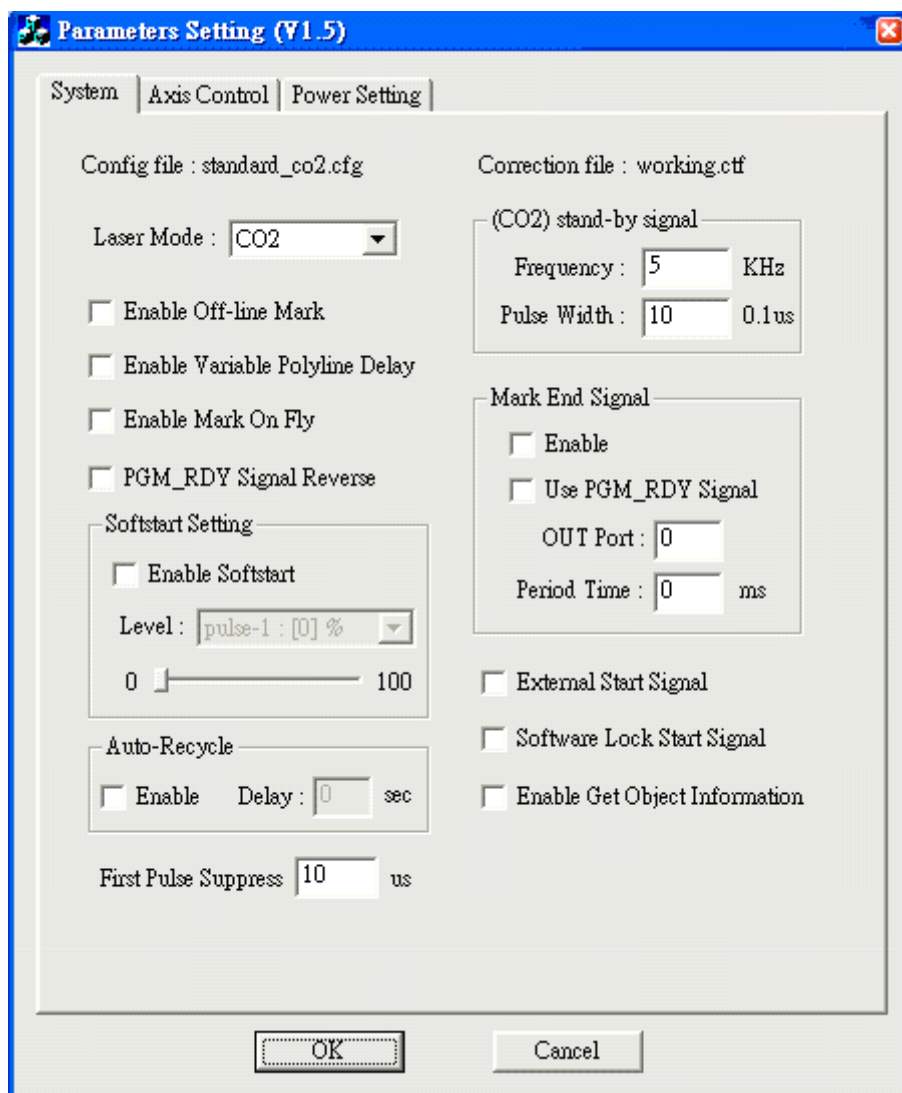 Parameters Setting (V1.5)
System
Axis Control
Power Setting
Config file : standard_co2.cfg
Laser Mode : CO2
Enable Off-line Mark
Enable Variable Polyline Delay
Enable Mark On Fly
PGM_RDY Signal Reverse
Softstart Setting
Enable Softstart
Level : pulse-1 : [0] %
0 100
Auto-Recycle
Enable Delay : 0 sec
First Pulse Suppress 10 us
Correction file : working.ctf
(CO2) stand-by signal
Frequency : 5 KHz
Pulse Width : 10 0.1us
Mark End Signal
Enable
Use PGM_RDY Signal
OUT Port : 0
Period Time : 0 ms
External Start Signal
Software Lock Start Signal
Enable Get Object Information
OK
Cancel